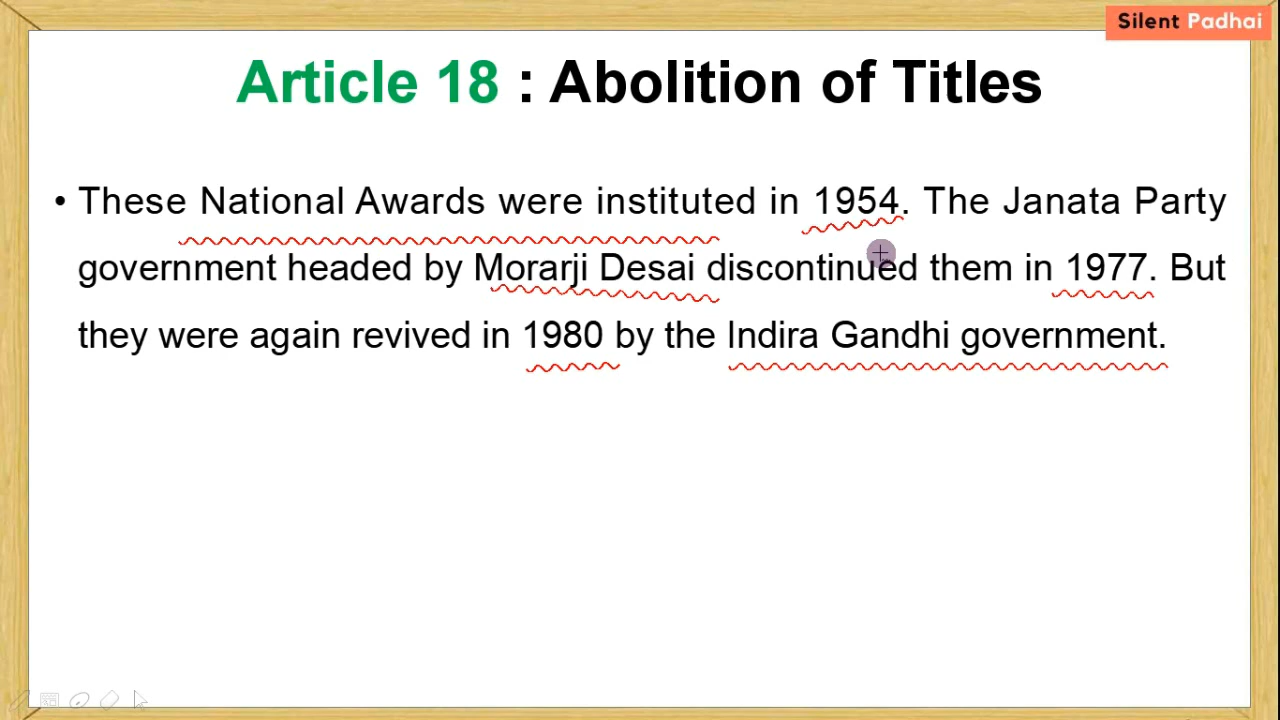 Silent Padhai
Article 18 : Abolition of Titles
• These National Awards were instituted in 1954. The Janata Party
government headed by Morarji Desai discontinued them in 1977. But
they were again revived in 1980 by the Indira Gandhi government.